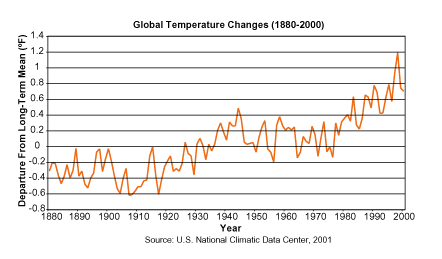 Global Temperature Changes (1880-2000)
Departure From Long-Term Mean (ºF)
1.4
1.2
1
0.8
0.6
0.4
0.2
0
-0.2
-0.4
-0.6
-0.8
1880 1890 1900 1910 1920 1930 1940 1950 1960 1970 1980 1990 2000
Year
Source: U.S. National Climatic Data Center, 2001